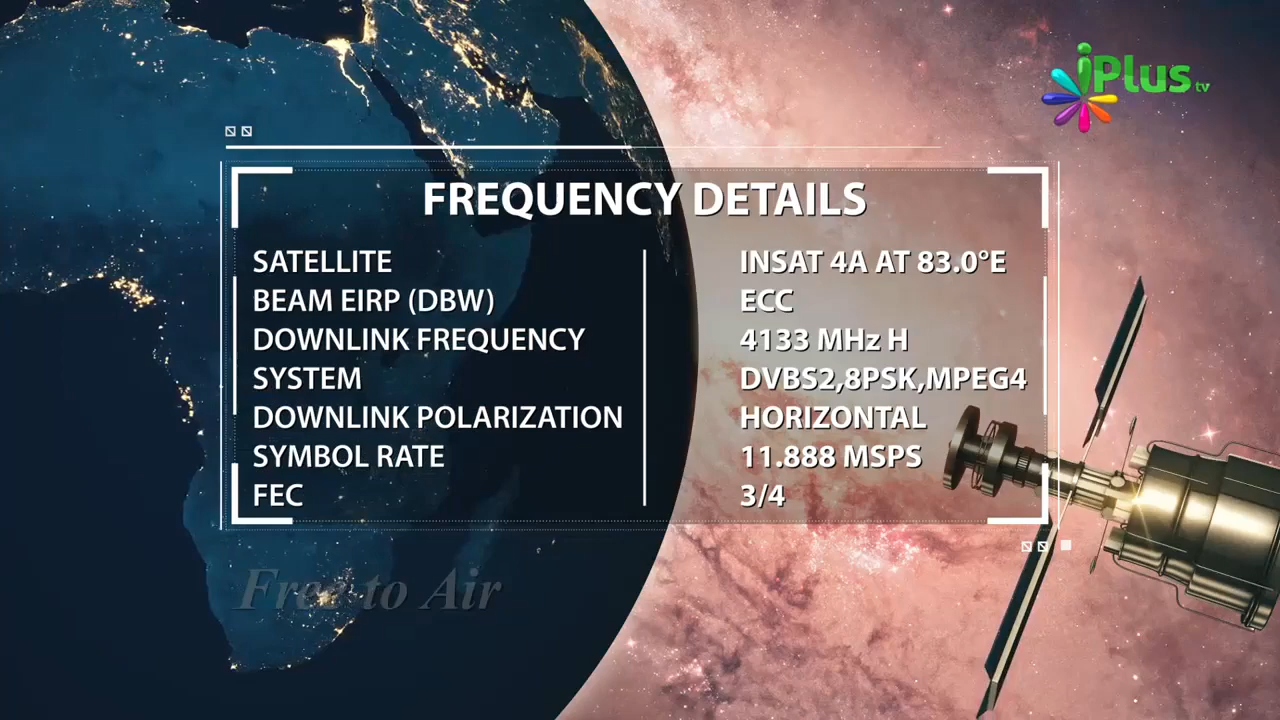 iPlus tv
FREQUENCY DETAILS
SATELLITE INSAT 4A AT 83.0°E
BEAM EIRP (DBW) ECC
DOWNLINK FREQUENCY 4133 MHz H
SYSTEM DVBS2,8PSK,MPEG4
DOWNLINK POLARIZATION HORIZONTAL
SYMBOL RATE 11.888 MSPS
FEC 3/4
Free to Air